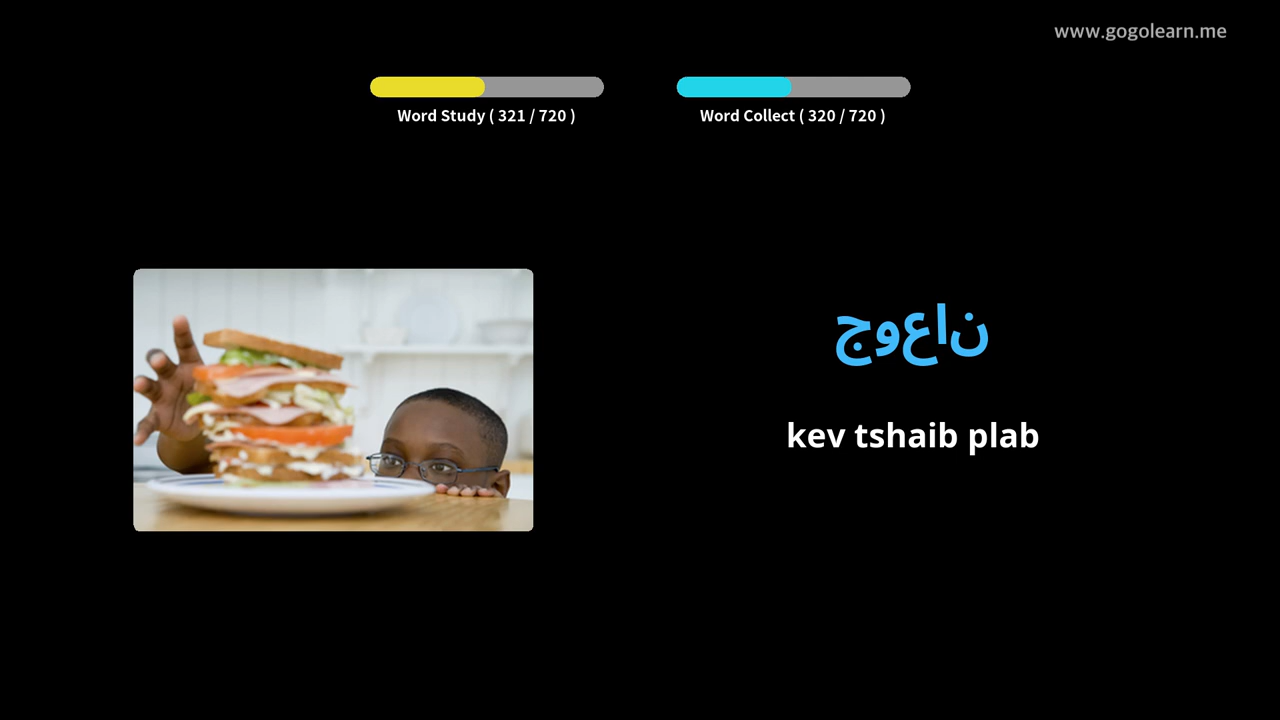 www.gogolearn.me
Word Study ( 321 / 720 )
Word Collect ( 320 / 720 )
جوعان
kev tshaib plab